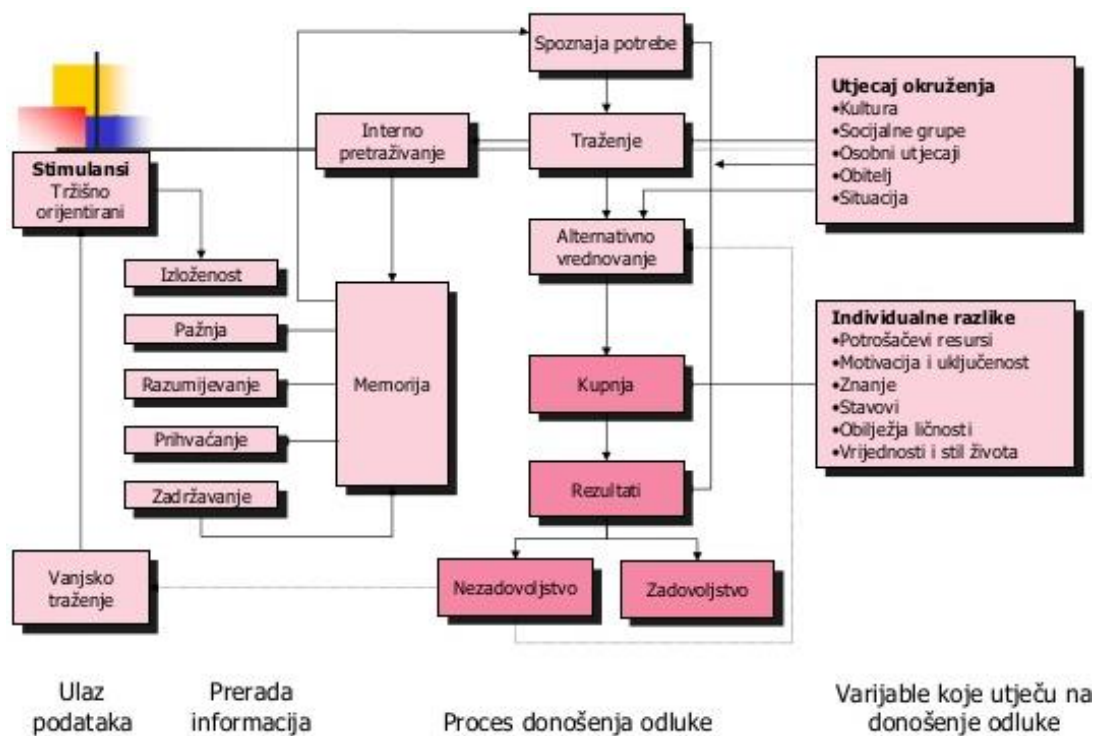 Spoznaja potrebe
Utjecaj okruženja
•Kultura
•Socijalne grupe
•Osobni utjecaji
•Obitelj
•Situacija
Interno
pretraživanje
Traženje
Stimulansi
Tržišno
orijentirani
Alternativno
vrednovanje
Izloženost
Pažnja
Razumijevanje
Prihvaćanje
Zadržavanje
Memorija
Individualne razlike
•Potrošačevi resursi
•Motivacija i uključenost
•Znanje
•Stavovi
•Obilježja ličnosti
•Vrijednosti i stil života
Kupnja
Rezultati
Vanjsko
traženje
Nezadovoljstvo
Zadovoljstvo
Ulaz
podataka
Prerada
informacija
Proces donošenja odluke
Varijable koje utječu na
donošenje odluke